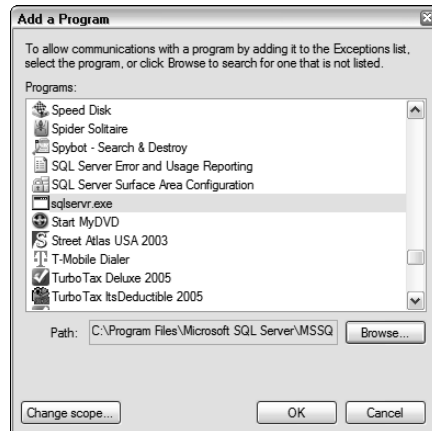 Add a Program
To allow communications with a program by adding it to the Exceptions list,
select the program, or click Browse to search for one that is not listed.
Programs:
Speed Disk
Spider Solitaire
Spybot - Search & Destroy
SQL Server Error and Usage Reporting
SQL Server Surface Area Configuration
sqlservr.exe
Start MyDVD
Street Atlas USA 2003
T-Mobile Dialer
TurboTax Deluxe 2005
TurboTax ItsDeductible 2005
Path: C:\Program Files\Microsoft SQL Server\MSSQ Browse...
Change scope... OK Cancel